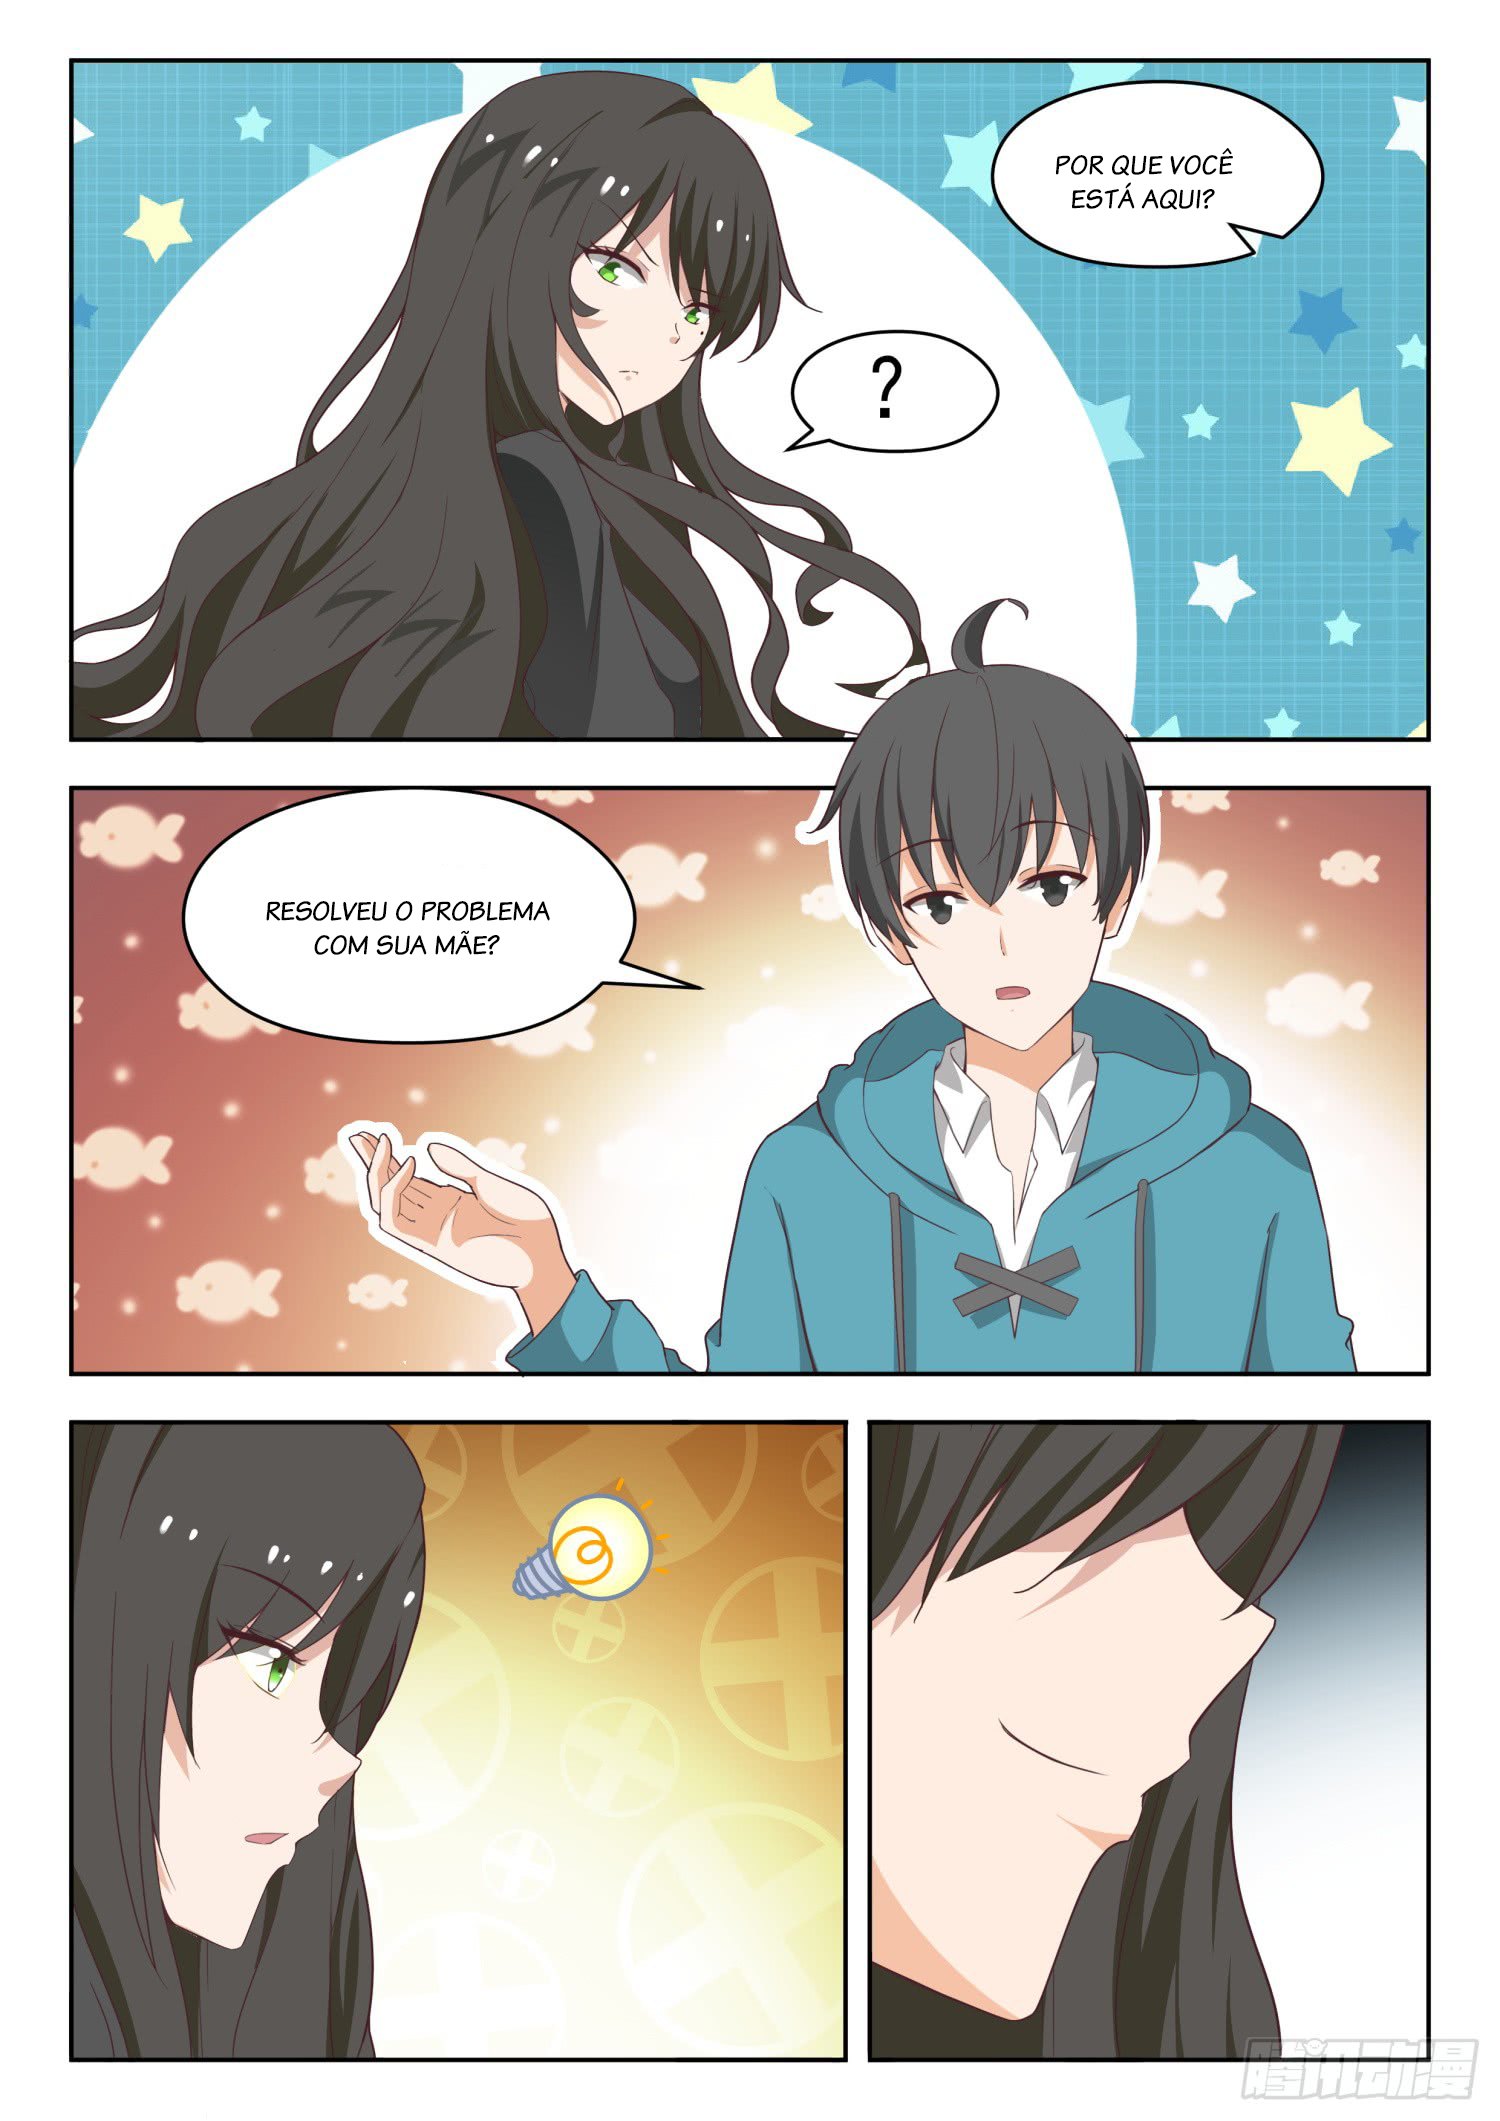 POR QUE VOCÊ
ESTÁ AQUI?
?
RESOLVEU O PROBLEMA
COM SUA MÃE?
腾讯动漫